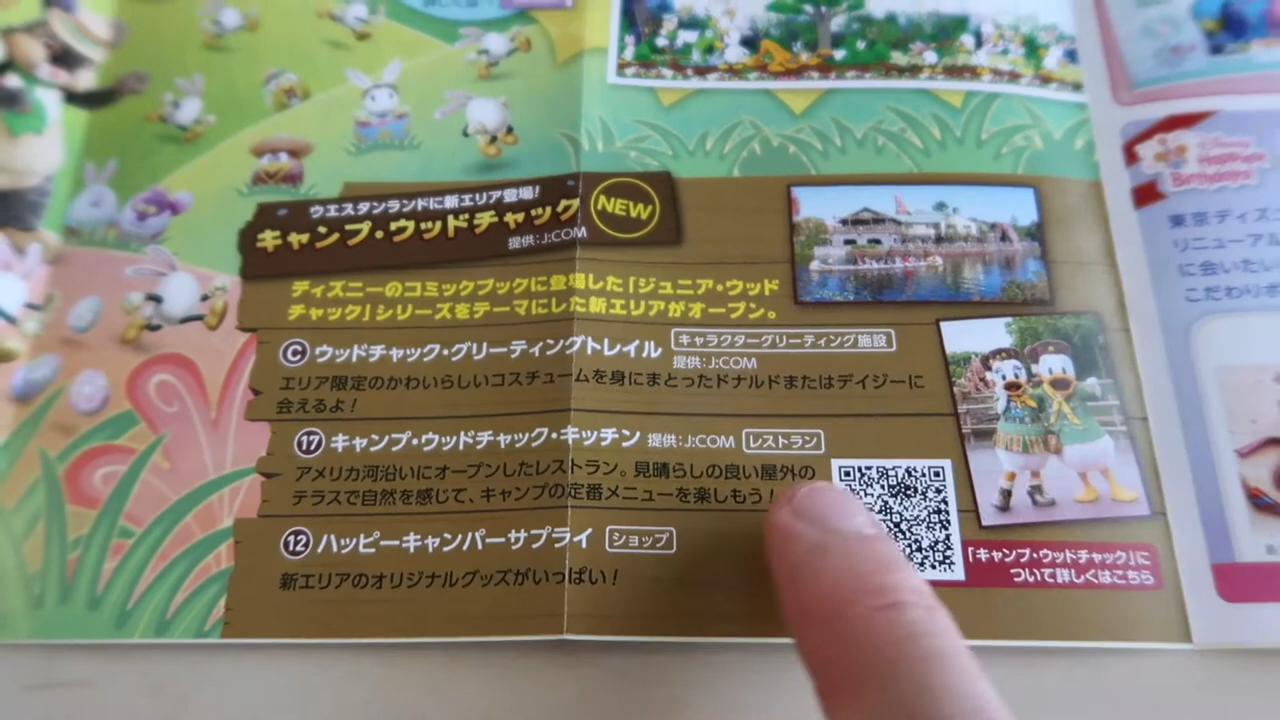 ウエスタンランドに新エリア登場!
キャンプ・ウッドチャック
NEW
提供:J:COM
ディズニーのコミックブックに登場した「ジュニア・ウッド
チャック」シリーズをテーマにした新エリアがオープン。
C ウッドチャック・グリーティングトレイル キャラクターグリーティング施設
提供:J:COM
エリア限定のかわいらしいコスチュームを身にまとったドナルドまたはデイジーに
会えるよ!
17 キャンプ・ウッドチャック・キッチン 提供:J:COM レストラン
アメリカ河沿いにオープンしたレストラン。見晴らしの良い屋外の
テラスで自然を感じて、キャンプの定番メニューを楽しもう!
12 ハッピーキャンパーサプライ ショップ
新エリアのオリジナルグッズがいっぱい!
「キャンプ・ウッドチャック」に
ついて詳しくはこちら
Disney
Birthdays
東京ディズ
リニューアル
に会いたい
こだわりポ